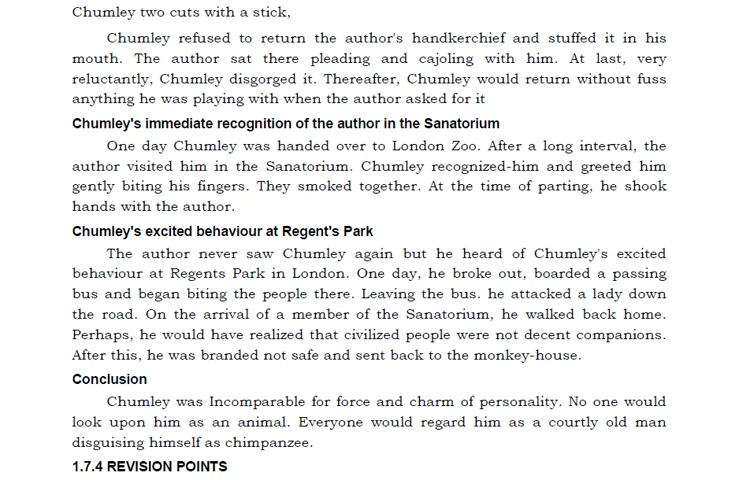 Chumley two cuts with a stick,
Chumley refused to return the author's handkerchief and stuffed it in his
mouth. The author sat there pleading and cajoling with him. At last, very
reluctantly, Chumley disgorged it. Thereafter, Chumley would return without fuss
anything he was playing with when the author asked for it
Chumley's immediate recognition of the author in the Sanatorium
One day Chumley was handed over to London Zoo. After a long interval, the
author visited him in the Sanatorium. Chumley recognized-him and greeted him
gently biting his fingers. They smoked together. At the time of parting, he shook
hands with the author.
Chumley's excited behaviour at Regent's Park
The author never saw Chumley again but he heard of Chumley's excited
behaviour at Regents Park in London. One day, he broke out, boarded a passing
bus and began biting the people there. Leaving the bus. he attacked a lady down
the road. On the arrival of a member of the Sanatorium, he walked back home.
Perhaps, he would have realized that civilized people were not decent companions.
After this, he was branded not safe and sent back to the monkey-house.
Conclusion
Chumley was Incomparable for force and charm of personality. No one would
look upon him as an animal. Everyone would regard him as a courtly old man
disguising himself as chimpanzee.
1.7.4 REVISION POINTS